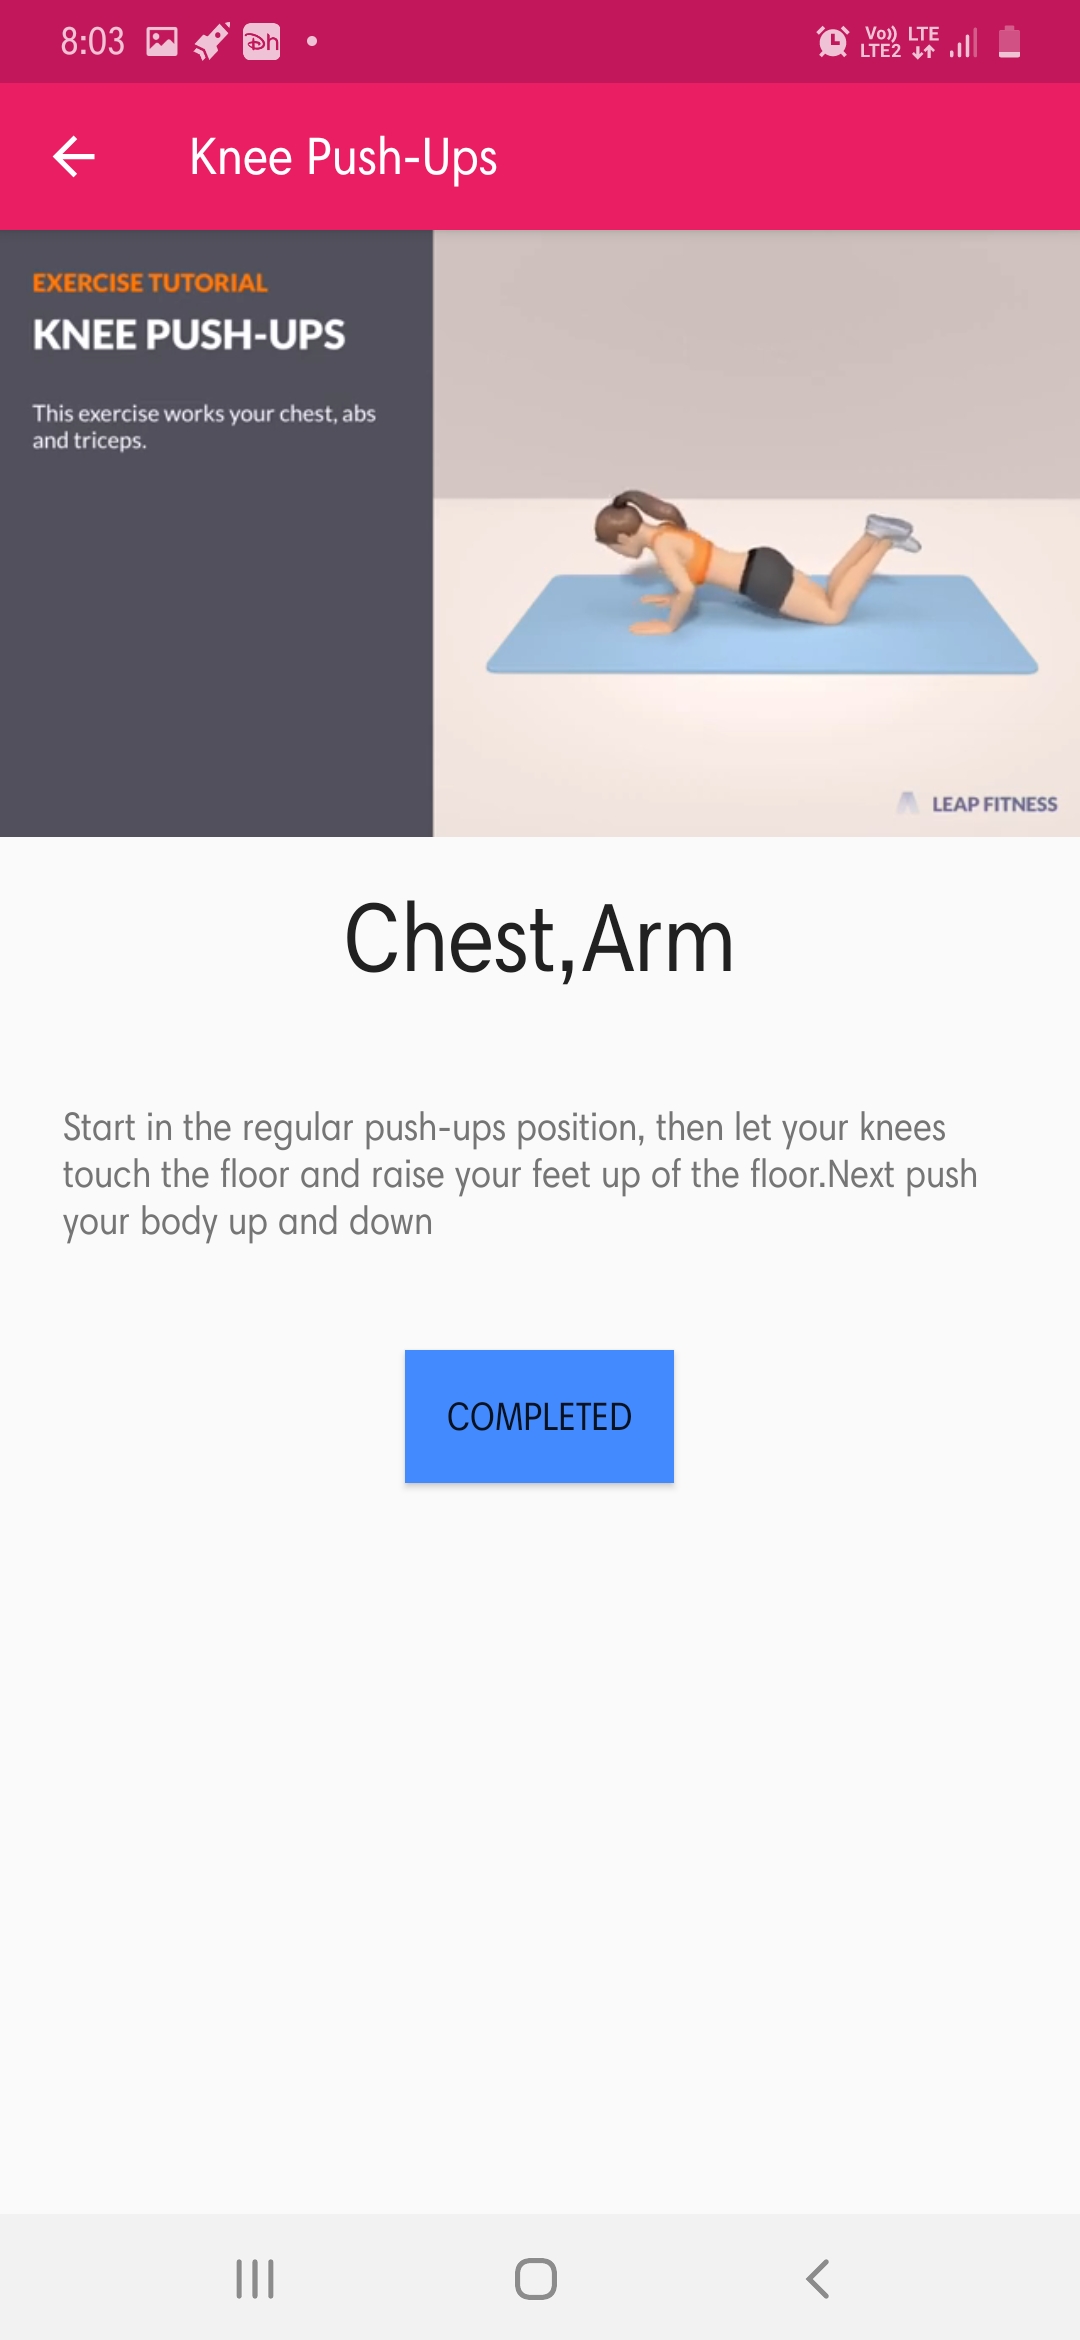 8:03
Dh
Vo)) LTE
LTE2
Knee Push-Ups
EXERCISE TUTORIAL
KNEE PUSH-UPS
This exercise works your chest, abs
and triceps.
LEAP FITNESS
Chest,Arm
Start in the regular push-ups position, then let your knees
touch the floor and raise your feet up of the floor.Next push
your body up and down
COMPLETED